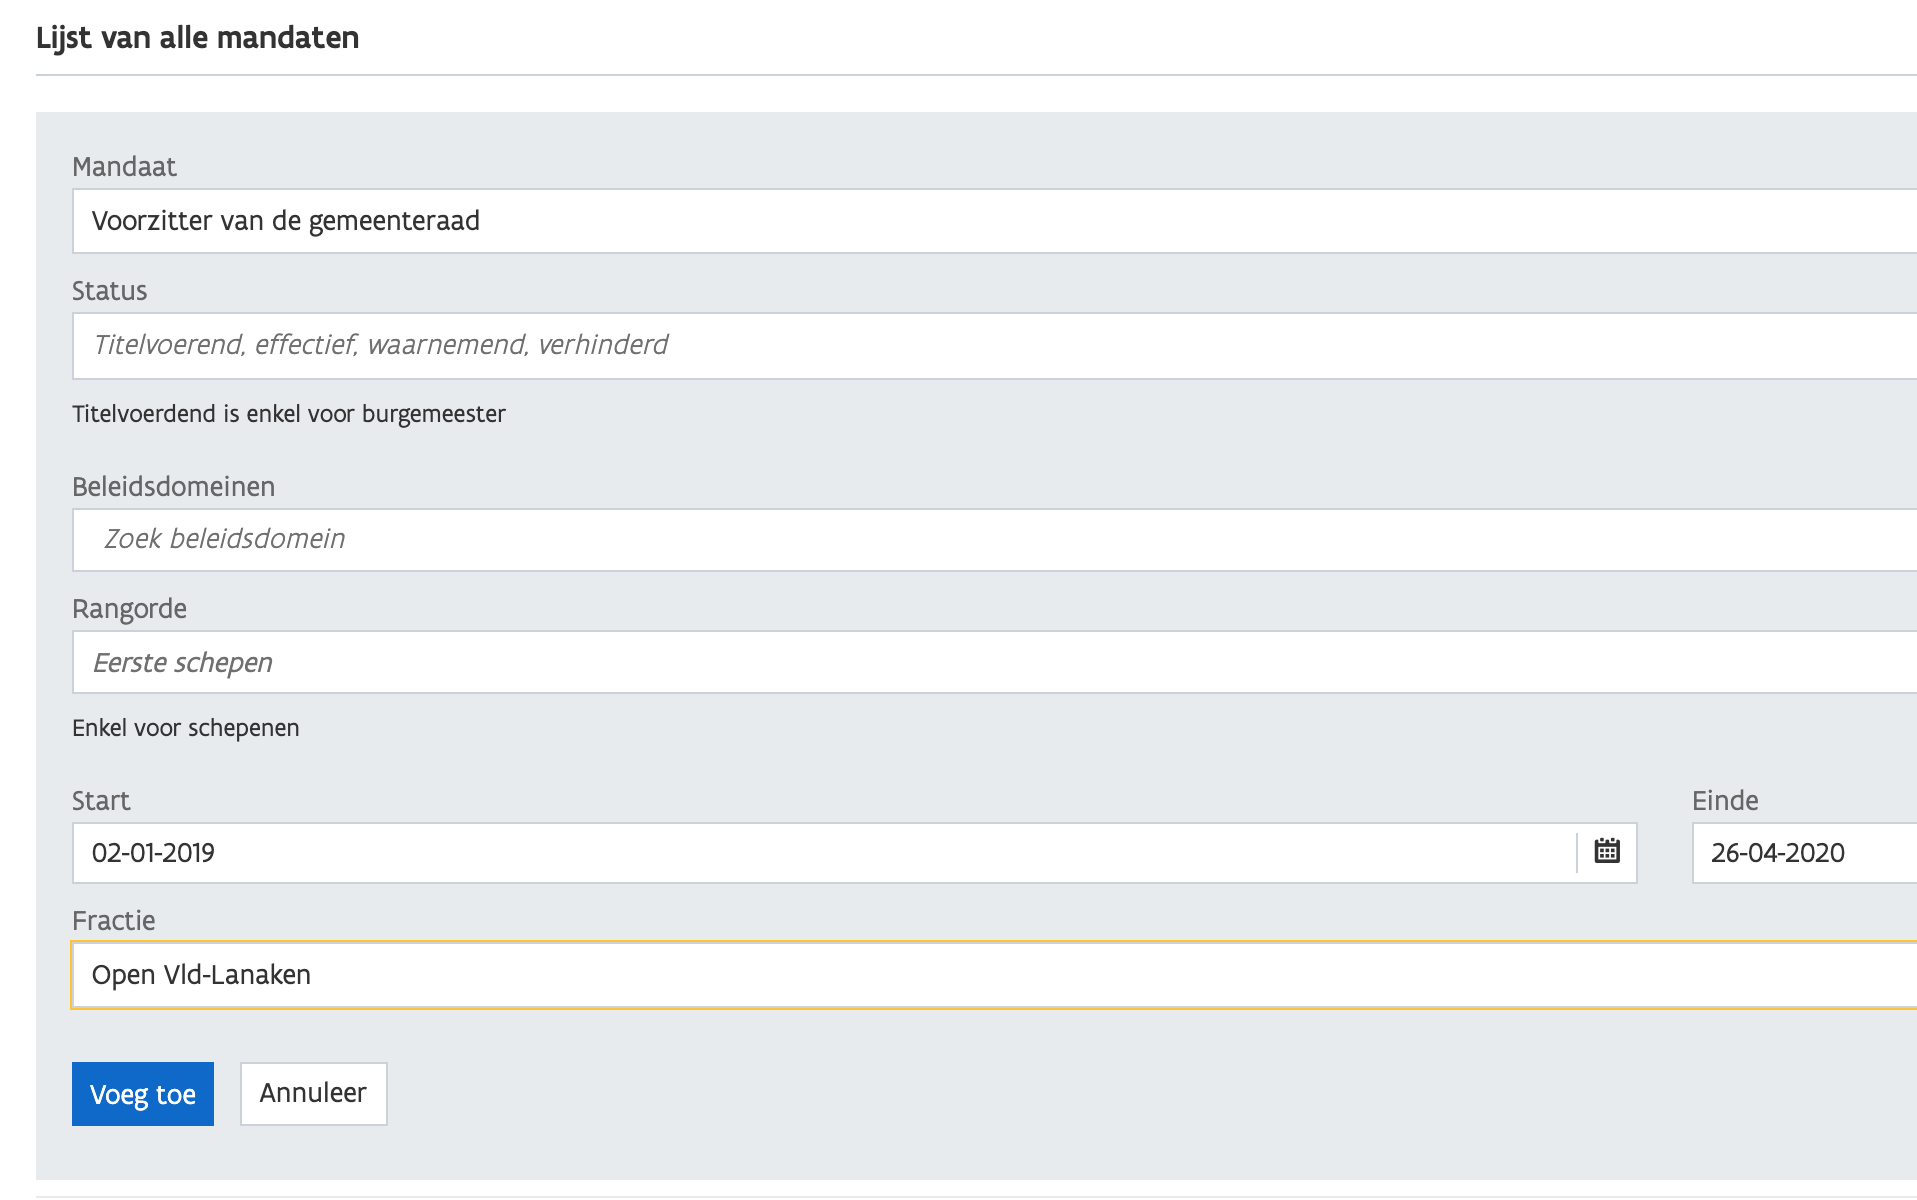 Lijst van alle mandaten
Mandaat
Voorzitter van de gemeenteraad
Status
Titelvoerend, effectief, waarnemend, verhinderd
Titelvoerdend is enkel voor burgemeester
Beleidsdomeinen
Zoek beleidsdomein
Rangorde
Eerste schepen
Enkel voor schepenen
Start
02-01-2019
Einde
26-04-2020
Fractie
Open Vld-Lanaken
Voeg toe
Annuleer